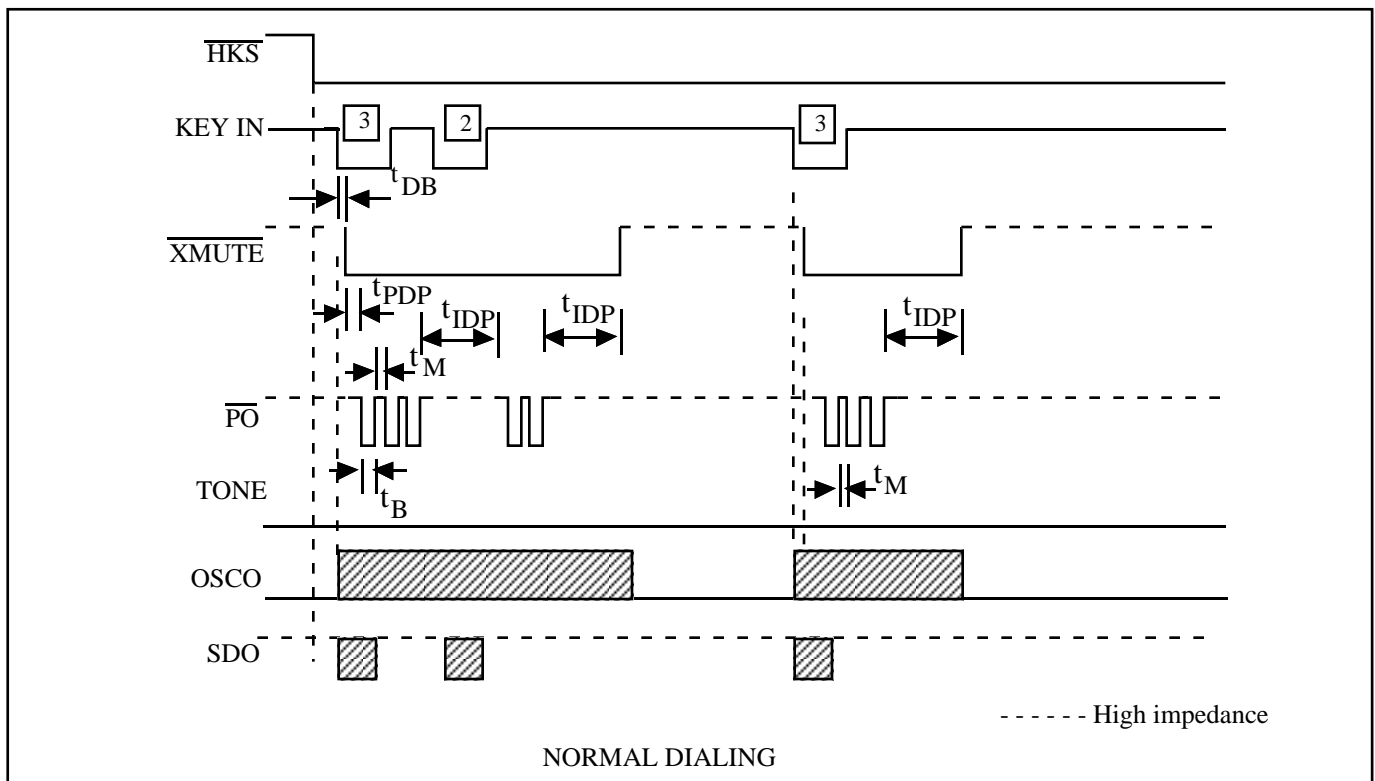 HKS
KEY IN 3 2 3
tDB
XMUTE
tPDP
tIDP tIDP tIDP
tM
PO
TONE tB tM
OSCO
SDO
- - - - - - High impedance
NORMAL DIALING